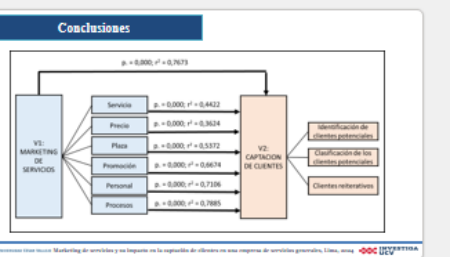 Conclusiones
p. = 0,000; r² = 0,7673
V1:
MARKETING
DE
SERVICIOS
Servicio
p. = 0,000; r² = 0,4422
Precio
p. = 0,000; r² = 0,3624
Plaza
p. = 0,000; r² = 0,5372
Promoción
p. = 0,000; r² = 0,6674
Personal
p. = 0,000; r² = 0,7106
Procesos
p. = 0,000; r² = 0,7885
V2:
CAPTACION
DE CLIENTES
Identificación de
clientes potenciales
Clasificación de los
clientes potenciales
Clientes reiterativos
Marketing de servicios y su impacto en la captación de clientes en una empresa de servicios generales, Lima, 2024
INVESTIGA
UCV